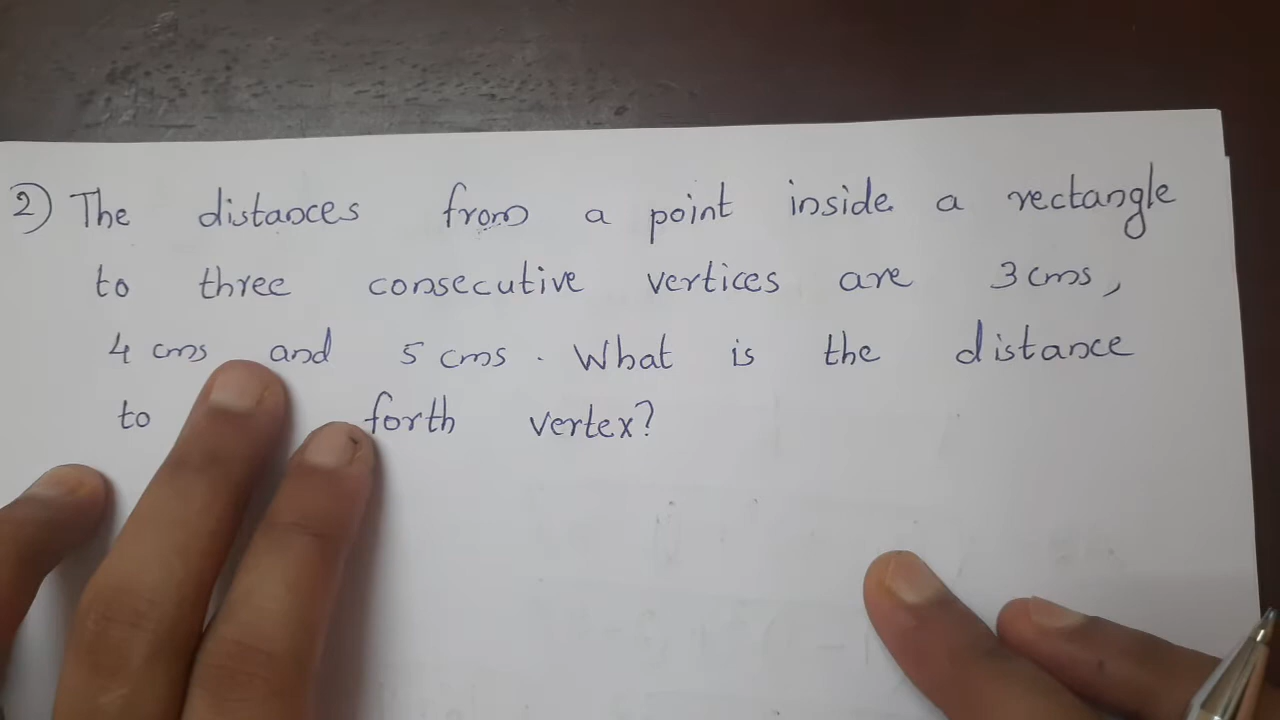 2) The distances from a point inside a rectangle
to three consecutive vertices are 3 cms,
4 cms and 5 cms. What is the distance
to forth vertex?